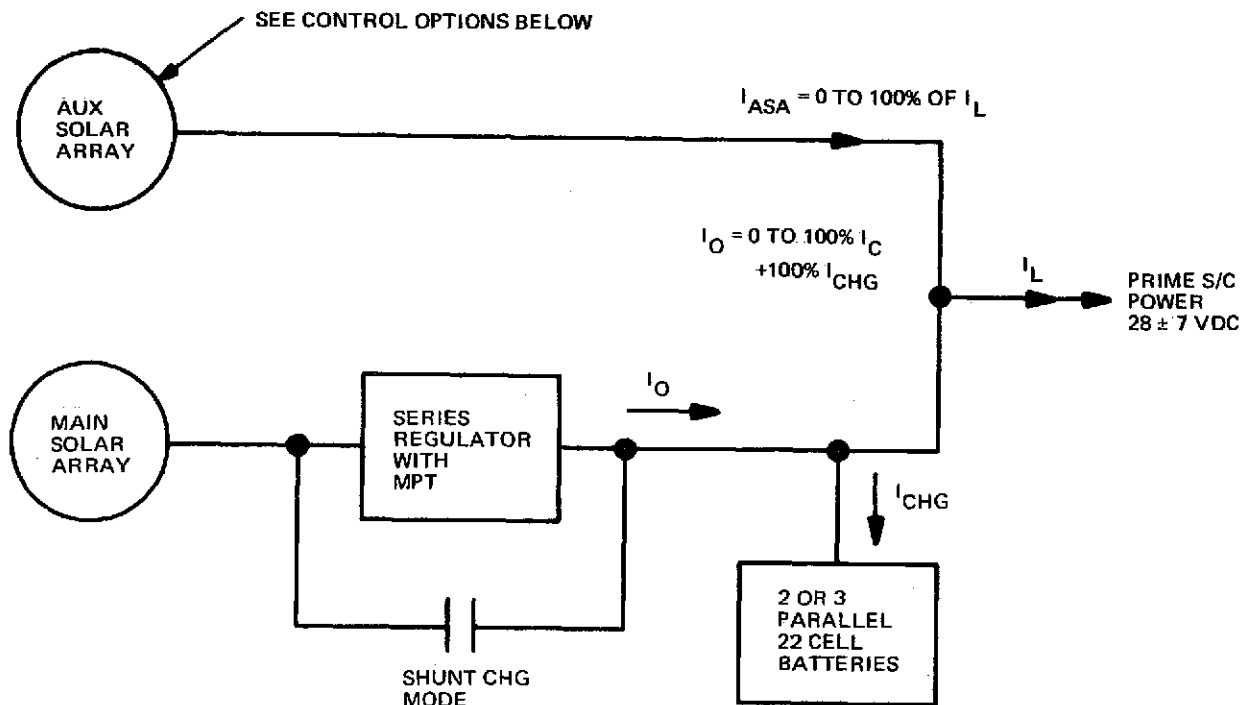 SEE CONTROL OPTIONS BELOW
AUX
SOLAR
ARRAY
I_ASA = 0 TO 100% OF I_L
I_O = 0 TO 100% I_C
+100% I_CHG
I_L
PRIME S/C
POWER
28 ± 7 VDC
MAIN
SOLAR
ARRAY
SERIES
REGULATOR
WITH
MPT
I_O
I_CHG
SHUNT CHG
MODE
2 OR 3
PARALLEL
22 CELL
BATTERIES